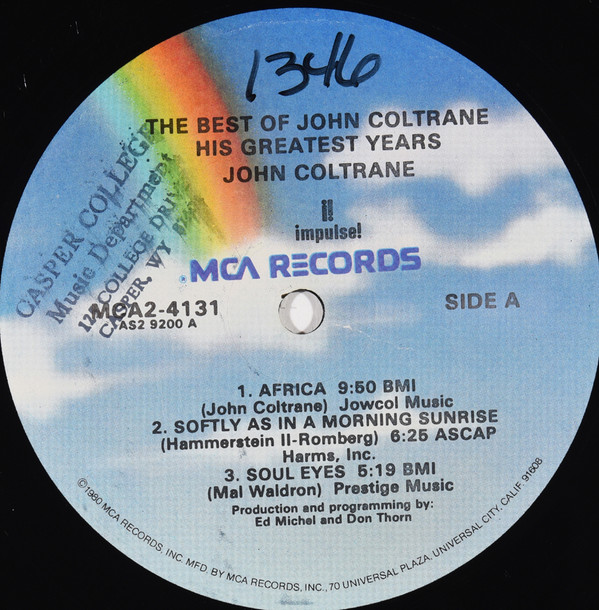 1346
THE BEST OF JOHN COLTRANE
HIS GREATEST YEARS
JOHN COLTRANE
impulse!
MCA RECORDS
CASPER COLLEGE
Music Department
COLLEGE DRIVE
CASPER, WY
MCA2-4131
AS2 9200 A
SIDE A
1. AFRICA 9:50 BMI
(John Coltrane) Jowcol Music
2. SOFTLY AS IN A MORNING SUNRISE
(Hammerstein II-Romberg) 6:25 ASCAP
Harms, Inc.
3. SOUL EYES 5:19 BMI
(Mal Waldron) Prestige Music
Production and programming by:
Ed Michel and Don Thorn
©1980 MCA RECORDS, INC. MFD. BY MCA RECORDS, INC., 70 UNIVERSAL PLAZA, UNIVERSAL CITY, CALIF. 91608